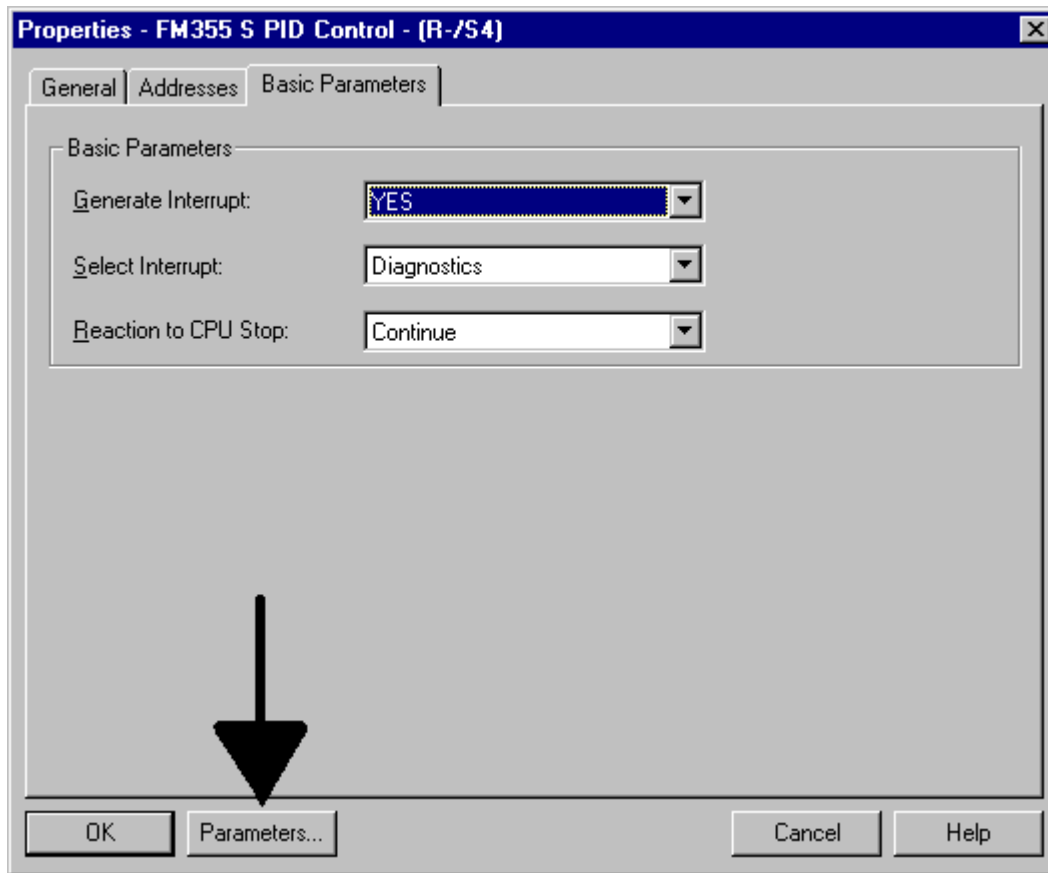 Properties - FM355 S PID Control - (R-/S4)
General Addresses Basic Parameters
Basic Parameters
Generate Interrupt: YES
Select Interrupt: Diagnostics
Reaction to CPU Stop: Continue
OK Parameters... Cancel Help